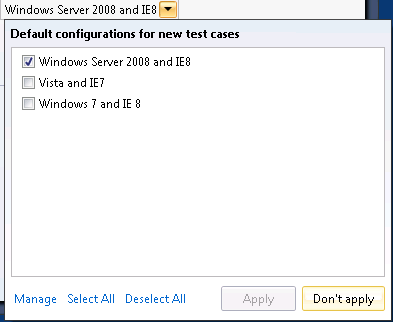 Windows Server 2008 and IE8
Default configurations for new test cases
Windows Server 2008 and IE8
Vista and IE7
Windows 7 and IE 8
Manage Select All Deselect All Apply Don't apply